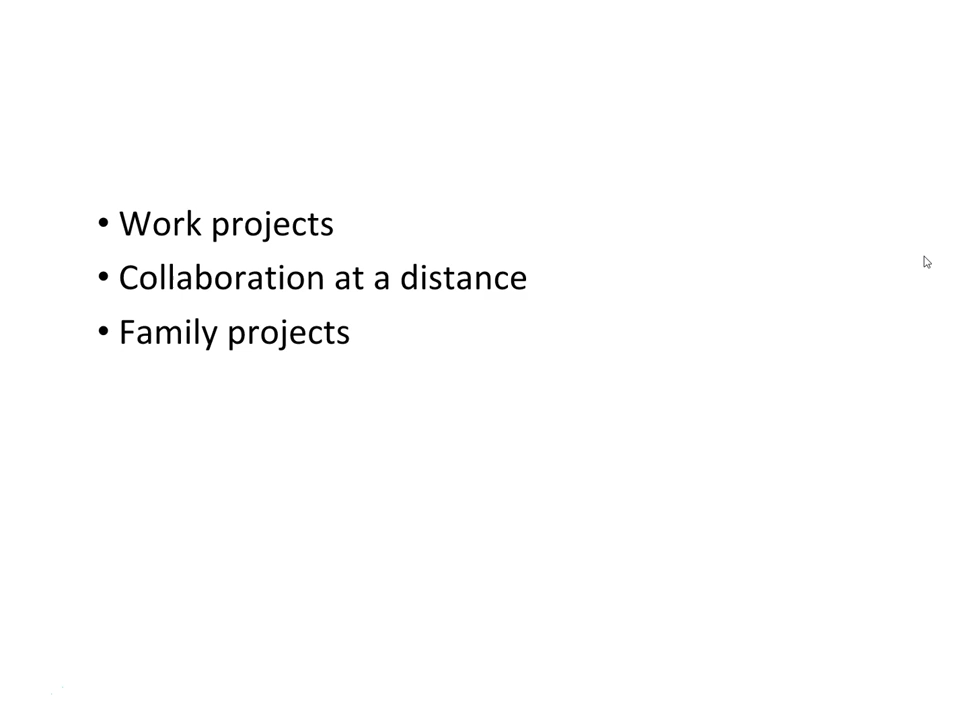 • Work projects
• Collaboration at a distance
• Family projects